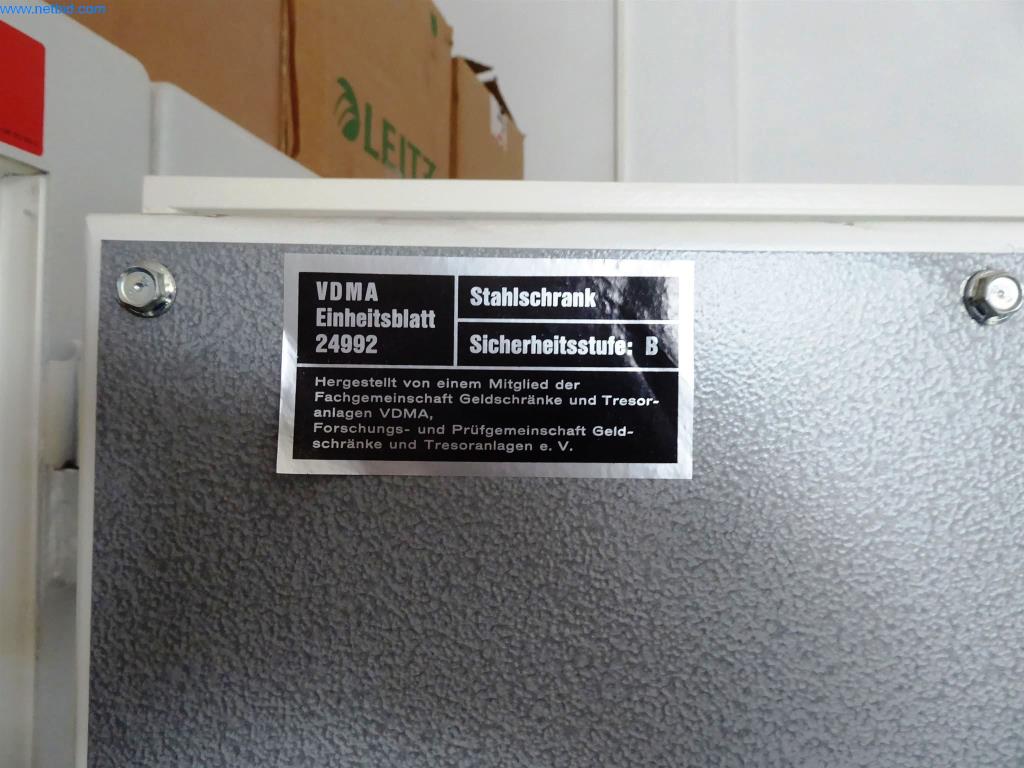 www.netbid.com
LEITZ
VDMA
Einheitsblatt
24992
Stahlschrank
Sicherheitsstufe: B
Hergestellt von einem Mitglied der
Fachgemeinschaft Geldschränke und Tresor-
anlagen VDMA,
Forschungs- und Prüfgemeinschaft Geld-
schränke und Tresoranlagen e. V.